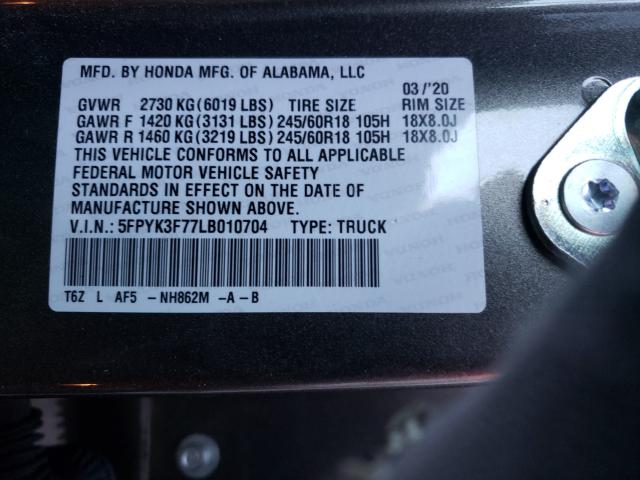 MFD. BY HONDA MFG. OF ALABAMA, LLC
03 /'20
GVWR 2730 KG(6019 LBS) TIRE SIZE RIM SIZE
GAWR F 1420 KG(3131 LBS) 245/60R18 105H 18X8.0J
GAWR R 1460 KG(3219 LBS) 245/60R18 105H 18X8.0J
THIS VEHICLE CONFORMS TO ALL APPLICABLE
FEDERAL MOTOR VEHICLE SAFETY
STANDARDS IN EFFECT ON THE DATE OF
MANUFACTURE SHOWN ABOVE.
V.I.N.: 5FPYK3F77LB010704 TYPE: TRUCK
T6Z L AF5 -NH862M -A-B